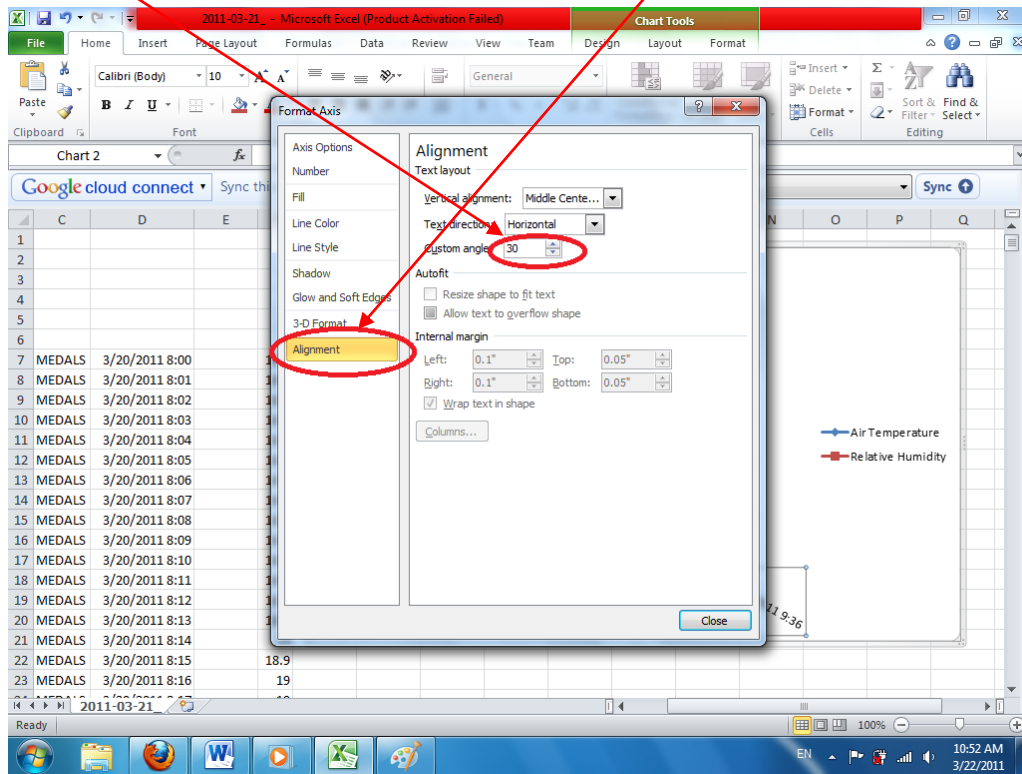 2011-03-21_ - Microsoft Excel (Product Activation Failed)
Chart Tools
File Home Insert Page Layout Formulas Data Review View Team Design Layout Format
Calibri (Body) 10 A A General
Insert
Delete
Format
Paste
B I U
Sort & Find &
Filter Select
Clipboard Font Cells Editing
Chart 2 fx
Google cloud connect Sync
Sync
Format Axis
Axis Options
Number
Fill
Line Color
Line Style
Shadow
Glow and Soft Edges
3-D Format
Alignment
Alignment
Text layout
Vertical alignment: Middle Cente...
Text direction: Horizontal
Custom angle: 30
Autofit
Resize shape to fit text
Allow text to overflow shape
Internal margin
Left: 0.1" Top: 0.05"
Right: 0.1" Bottom: 0.05"
Wrap text in shape
Columns...
Close
C D E N O P Q
1
2
3
4
5
6
7 MEDALS 3/20/2011 8:00
8 MEDALS 3/20/2011 8:01
9 MEDALS 3/20/2011 8:02
10 MEDALS 3/20/2011 8:03
11 MEDALS 3/20/2011 8:04
12 MEDALS 3/20/2011 8:05
13 MEDALS 3/20/2011 8:06
14 MEDALS 3/20/2011 8:07
15 MEDALS 3/20/2011 8:08
16 MEDALS 3/20/2011 8:09
17 MEDALS 3/20/2011 8:10
18 MEDALS 3/20/2011 8:11
19 MEDALS 3/20/2011 8:12
20 MEDALS 3/20/2011 8:13
21 MEDALS 3/20/2011 8:14
22 MEDALS 3/20/2011 8:15 18.9
23 MEDALS 3/20/2011 8:16 19
Air Temperature
Relative Humidity
11 9:36
2011-03-21_
Ready 100%
EN 10:52 AM
3/22/2011